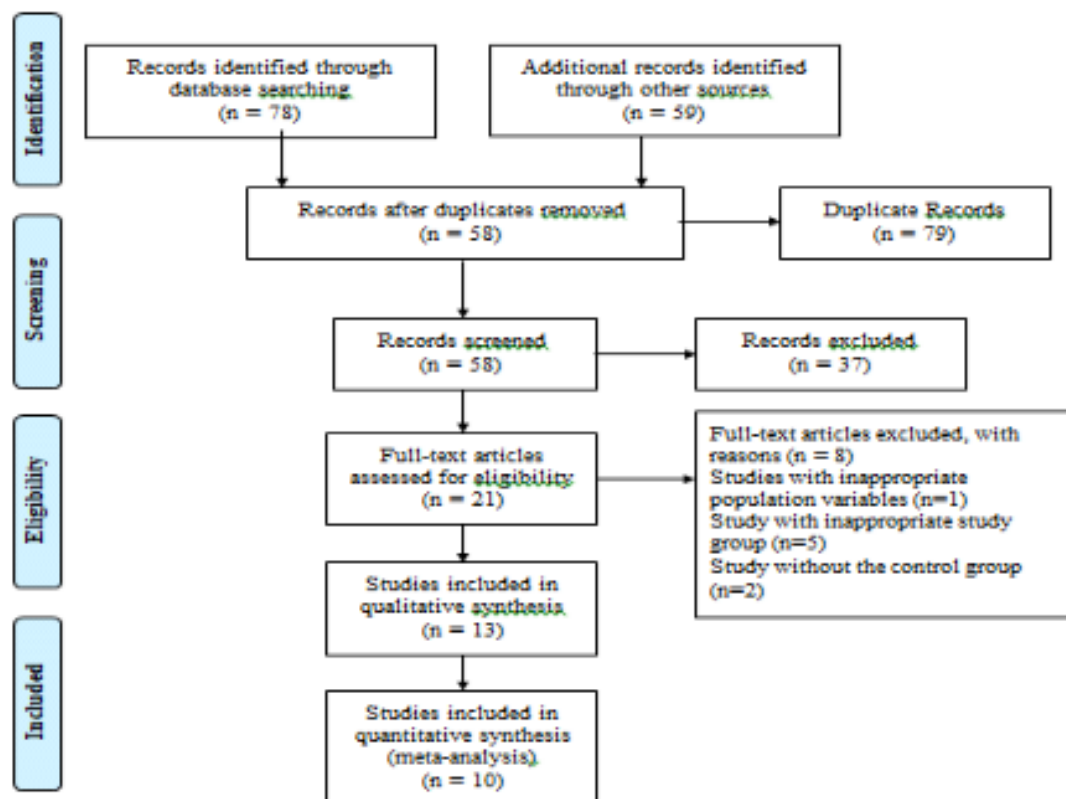 Identification
Records identified through
database searching
(n = 78)
Additional records identified
through other sources
(n = 59)
Records after duplicates removed
(n = 58)
Duplicate Records
(n = 79)
Screening
Records screened
(n = 58)
Records excluded
(n = 37)
Eligibility
Full-text articles
assessed for eligibility
(n = 21)
Full-text articles excluded, with
reasons (n = 8)
Studies with inappropriate
population variables (n=1)
Study with inappropriate study
group (n=5)
Study without the control group
(n=2)
Studies included in
qualitative synthesis
(n = 13)
Included
Studies included in
quantitative synthesis
(meta-analysis)
(n = 10)